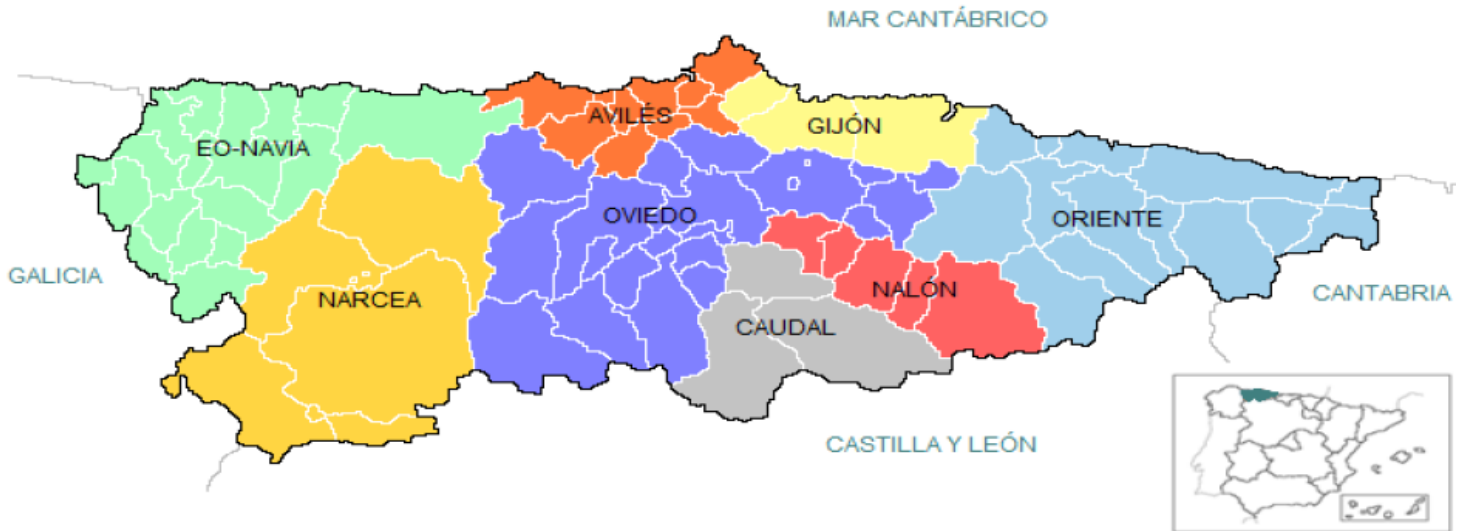 MAR CANTÁBRICO
AVILÉS
GIJÓN
EO-NAVIA
OVIEDO
ORIENTE
GALICIA
NARCEA
NALÓN
CANTABRIA
CAUDAL
CASTILLA Y LEÓN